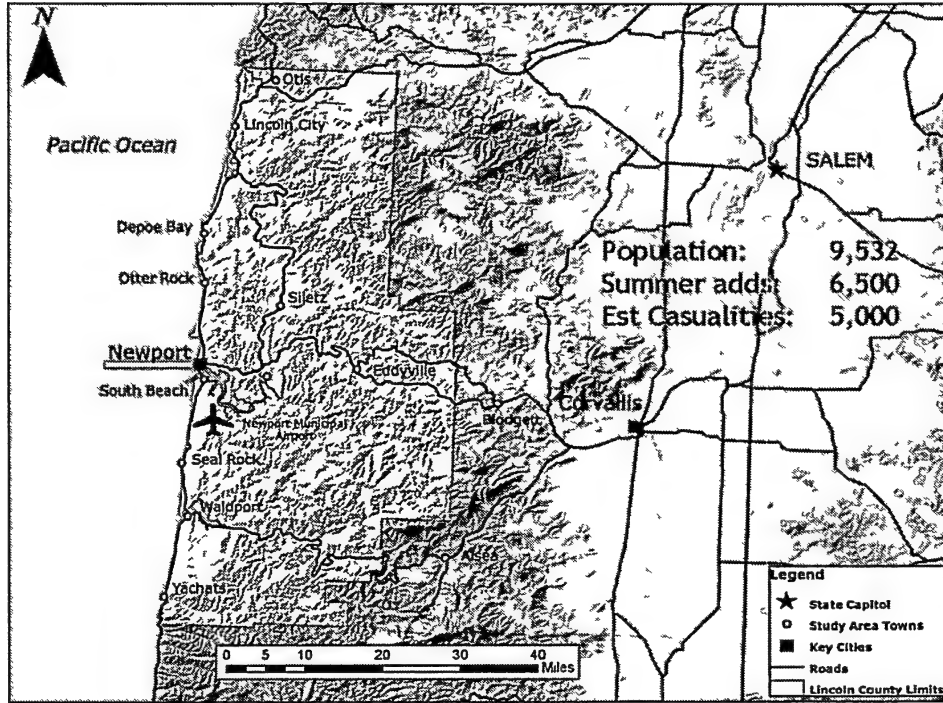 N
Otis
Lincoln City
Pacific Ocean
SALEM
Depoe Bay
Population: 9,532
Otter Rock
Summer adds: 6,500
Siletz
Est Casualities: 5,000
Newport
Eddyville
South Beach
Corvallis
Blodgett
Newport Municipal
Airport
Seal Rock
Waldport
Alsea
Yachats
Legend
State Capitol
Study Area Towns
Key Cities
Roads
Lincoln County Limits
0 5 10 20 30 40
Miles